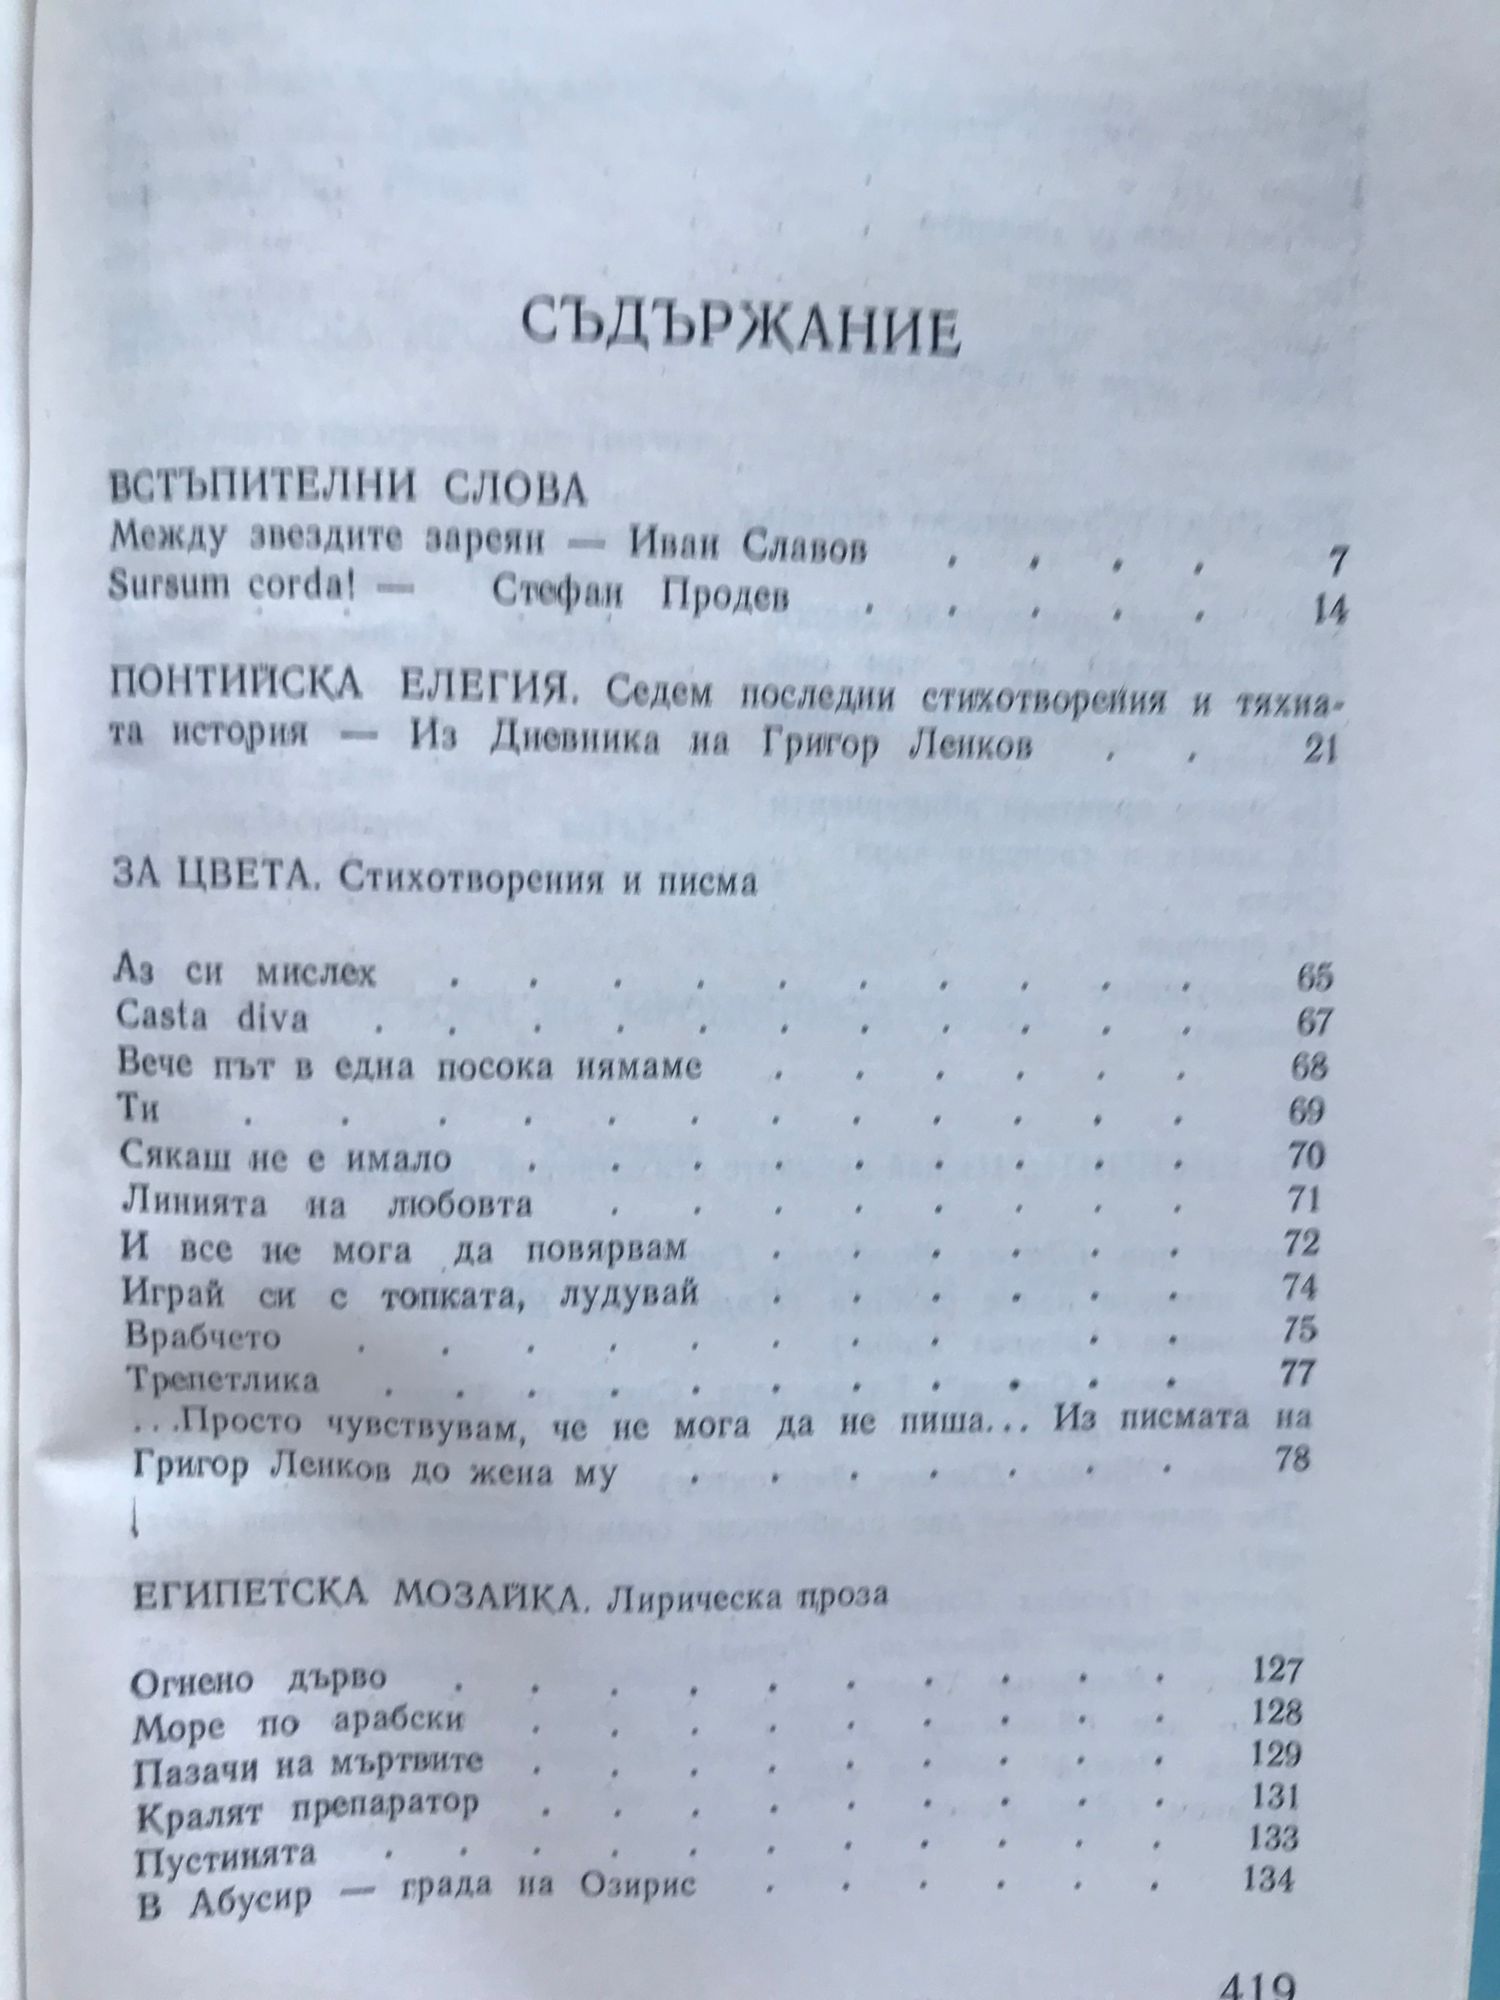 СЪДЪРЖАНИЕ
ВСТЪПИТЕЛНИ СЛОВА
Между звездите зареян — Иван Славов . . . . 7
Sursum corda! — Стефан Продев . . . . . 14
ПОНТИЙСКА ЕЛЕГИЯ. Седем последни стихотворения и тяхна-
та история — Из Дневника на Григор Ленков . . 21
ЗА ЦВЕТА. Стихотворения и писма
Аз си мислех . . . . . . . . . . 65
Casta diva . . . . . . . . . . . 67
Вече път в една посока нямаме . . . . . . 68
Ти . . . . . . . . . . . . 69
Сякаш не е имало . . . . . . . . . 70
Линията на любовта . . . . . . . . 71
И все не мога да повярвам . . . . . . 72
Играй си с топката, лудувай . . . . . . 74
Врабчето . . . . . . . . . . 75
Трепетлика . . . . . . . . . . . 77
...Просто чувствувам, че не мога да не пиша... Из писмата на
Григор Ленков до жена му . . . . . . . 78
ЕГИПЕТСКА МОЗАЙКА. Лирическа проза
Огнено дърво . . . . . . . . . . 127
Море по арабски . . . . . . . . . 128
Пазачи на мъртвите . . . . . . . . . 129
Кралят препаратор . . . . . . . . . 131
Пустинята . . . . . . . . . . . 133
В Абусир — града на Озирис . . . . . . 134
419